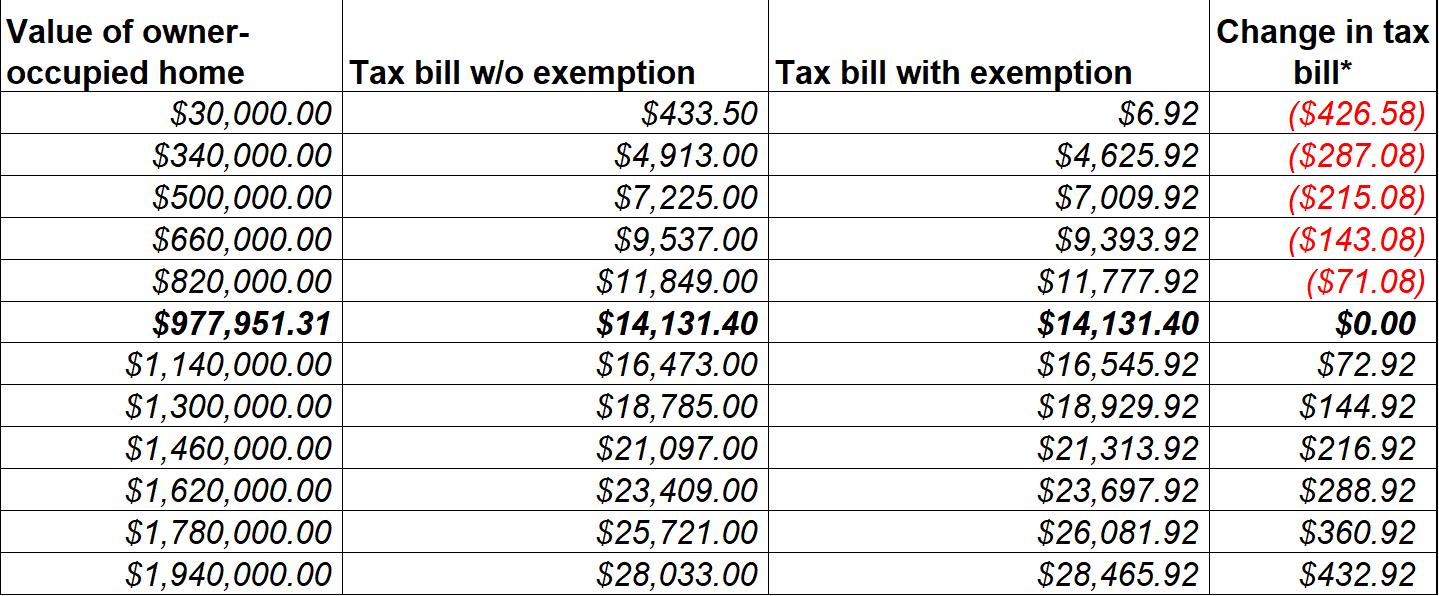 Value of owner-
occupied home Tax bill w/o exemption Tax bill with exemption Change in tax
bill*
$30,000.00 $433.50 $6.92 ($426.58)
$340,000.00 $4,913.00 $4,625.92 ($287.08)
$500,000.00 $7,225.00 $7,009.92 ($215.08)
$660,000.00 $9,537.00 $9,393.92 ($143.08)
$820,000.00 $11,849.00 $11,777.92 ($71.08)
$977,951.31 $14,131.40 $14,131.40 $0.00
$1,140,000.00 $16,473.00 $16,545.92 $72.92
$1,300,000.00 $18,785.00 $18,929.92 $144.92
$1,460,000.00 $21,097.00 $21,313.92 $216.92
$1,620,000.00 $23,409.00 $23,697.92 $288.92
$1,780,000.00 $25,721.00 $26,081.92 $360.92
$1,940,000.00 $28,033.00 $28,465.92 $432.92